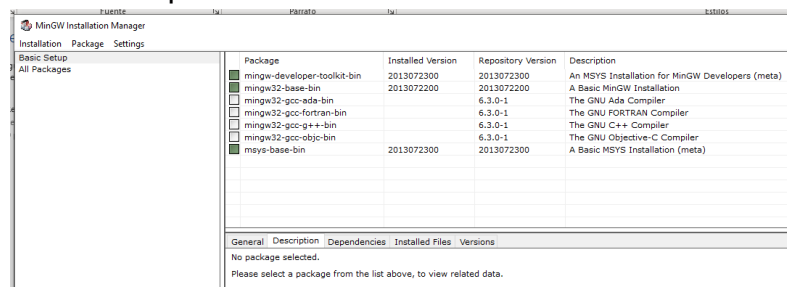 Fuente Párrafo Estilos
MinGW Installation Manager
Installation Package Settings
Basic Setup
All Packages
Package Installed Version Repository Version Description
mingw-developer-toolkit-bin 2013072300 2013072300 An MSYS Installation for MinGW Developers (meta)
mingw32-base-bin 2013072200 2013072200 A Basic MinGW Installation
mingw32-gcc-ada-bin 6.3.0-1 The GNU Ada Compiler
mingw32-gcc-fortran-bin 6.3.0-1 The GNU FORTRAN Compiler
mingw32-gcc-g++-bin 6.3.0-1 The GNU C++ Compiler
mingw32-gcc-objc-bin 6.3.0-1 The GNU Objective-C Compiler
msys-base-bin 2013072300 2013072300 A Basic MSYS Installation (meta)
General Description Dependencies Installed Files Versions
No package selected.
Please select a package from the list above, to view related data.